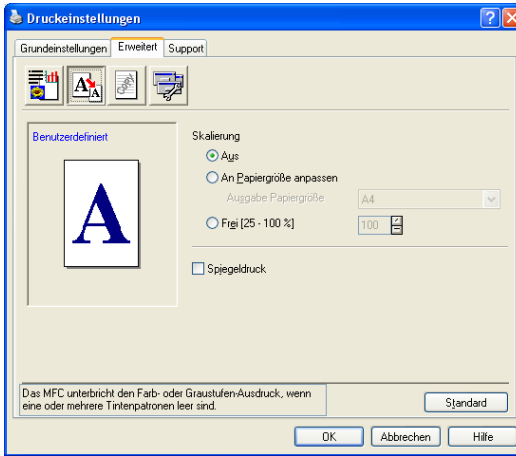 Druckeinstellungen
Grundeinstellungen Erweitert Support
Benutzerdefiniert
A
Skalierung
Aus
An Papiergröße anpassen
Ausgabe Papiergröße A4
Frei [25 - 100 %] 100
Spiegeldruck
Das MFC unterbricht den Farb- oder Graustufen-Ausdruck, wenn
eine oder mehrere Tintenpatronen leer sind.
Standard
OK Abbrechen Hilfe